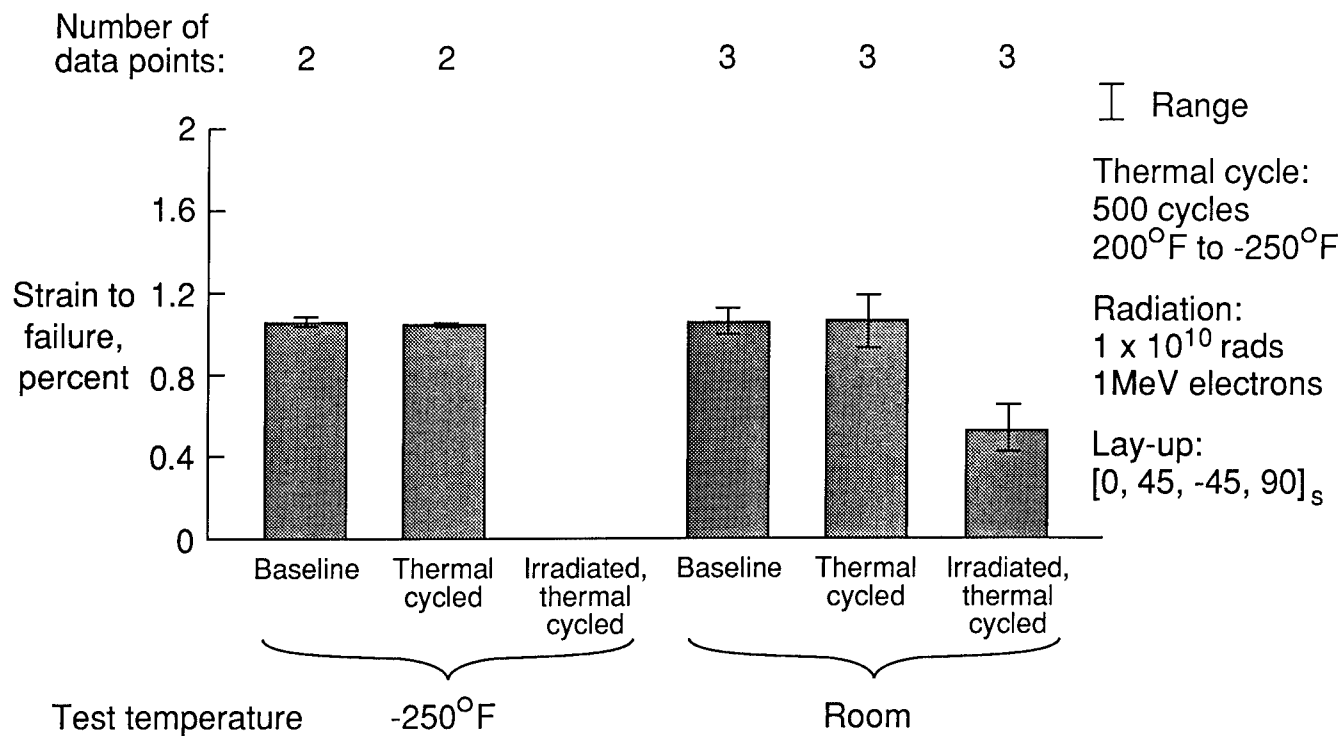 Number of
data points: 2 2 3 3 3
Range
Thermal cycle:
500 cycles
200°F to -250°F
Radiation:
1 x 10¹⁰ rads
1MeV electrons
Lay-up:
[0, 45, -45, 90]s
Strain to
failure,
percent
2
1.6
1.2
0.8
0.4
0
Baseline
Thermal
cycled
Irradiated,
thermal
cycled
Baseline
Thermal
cycled
Irradiated,
thermal
cycled
Test temperature -250°F Room